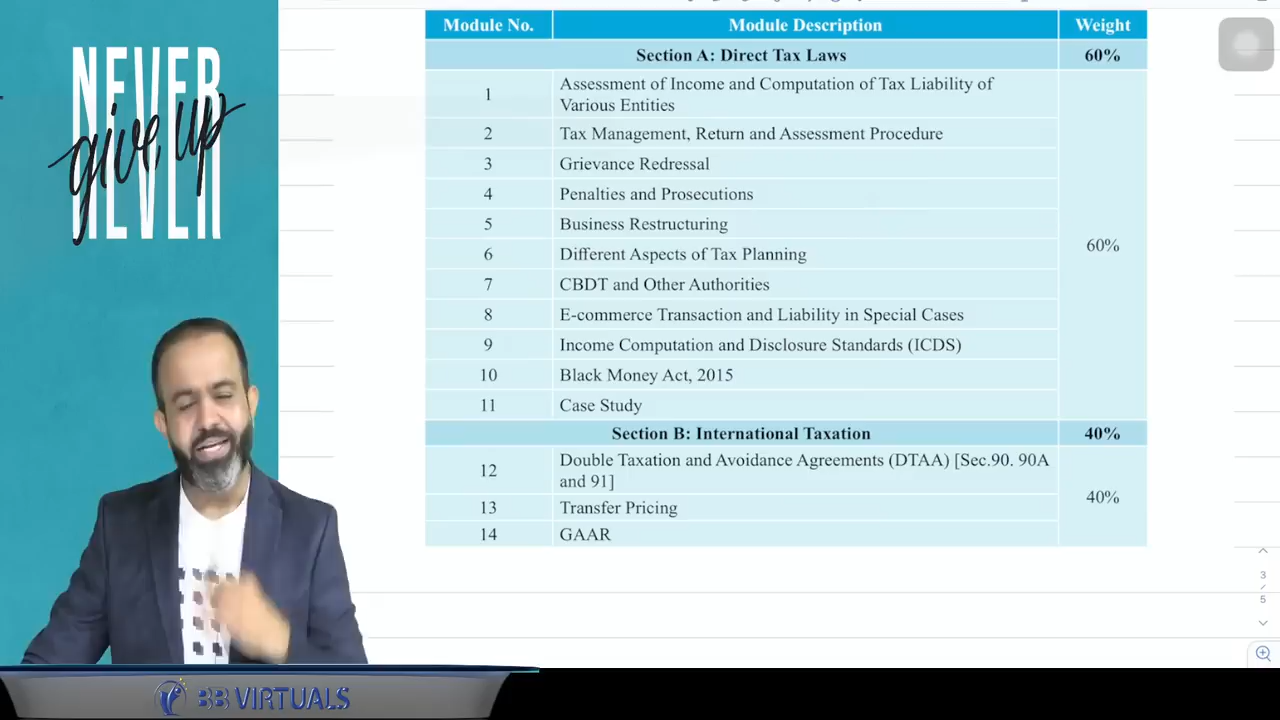 NEVER
give up
NEVER
Module No. Module Description Weight
Section A: Direct Tax Laws 60%
1 Assessment of Income and Computation of Tax Liability of
Various Entities
2 Tax Management, Return and Assessment Procedure
3 Grievance Redressal
4 Penalties and Prosecutions
5 Business Restructuring
6 Different Aspects of Tax Planning
7 CBDT and Other Authorities
8 E-commerce Transaction and Liability in Special Cases
9 Income Computation and Disclosure Standards (ICDS)
10 Black Money Act, 2015
11 Case Study
60%
Section B: International Taxation 40%
12 Double Taxation and Avoidance Agreements (DTAA) [Sec.90. 90A
and 91]
13 Transfer Pricing
14 GAAR
40%
3
/
5
BB VIRTUALS